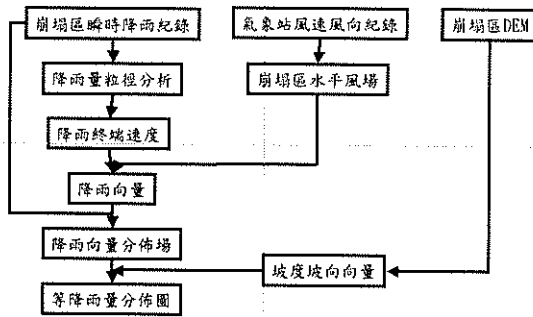 崩塌區瞬時降雨紀錄
氣象站風速風向紀錄
崩塌區DEM
降雨量粒徑分析
崩塌區水平風場
降雨終端速度
降雨向量
降雨向量分佈場
坡度坡向向量
等降雨量分佈圖